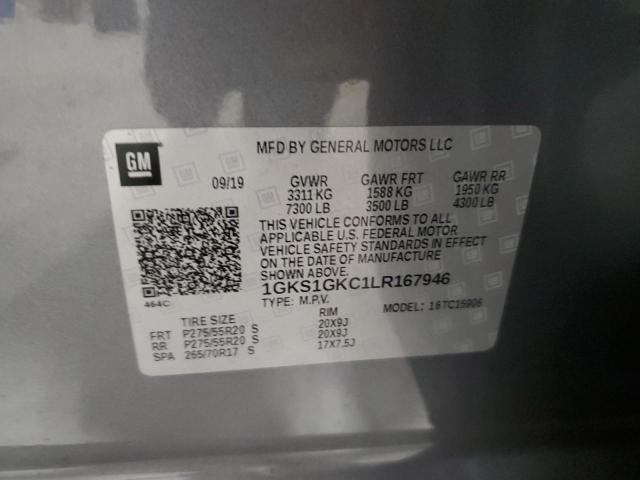 GM
MFD BY GENERAL MOTORS LLC
09/19 GVWR GAWR FRT GAWR RR
3311 KG 1588 KG 1950 KG
7300 LB 3500 LB 4300 LB
THIS VEHICLE CONFORMS TO ALL
APPLICABLE U.S. FEDERAL MOTOR
VEHICLE SAFETY STANDARDS IN EFFECT
ON THE DATE OF MANUFACTURE
SHOWN ABOVE.
1GKS1GKC1LR167946
464C
TYPE: M.P.V. MODEL: 16TC15906
TIRE SIZE RIM
FRT P275/55R20 S 20X9J
RR P275/55R20 S 20X9J
SPA 265/70R17 S 17X7.5J